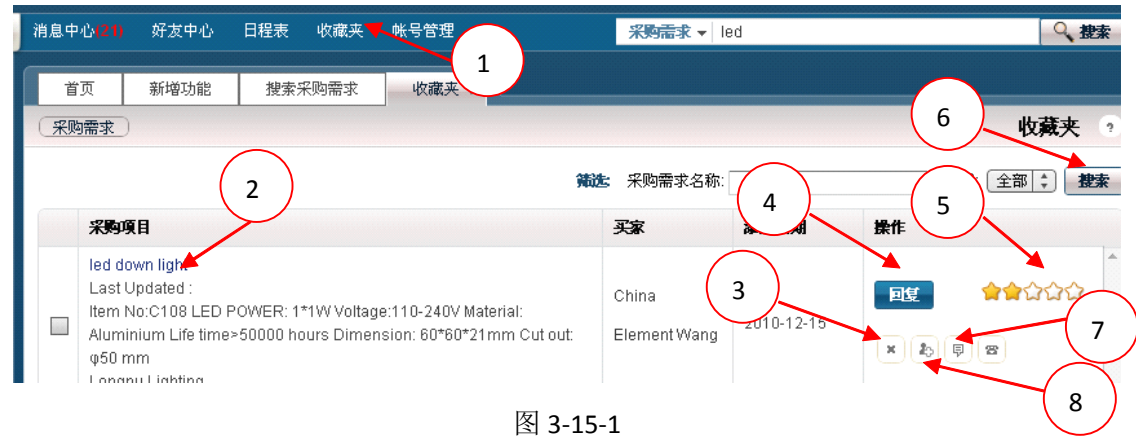 消息中心(21) 好友中心 日程表 收藏夹 帐号管理 采购需求 led 搜索
1
首页 新增功能 搜索采购需求 收藏夹
6
采购需求 收藏夹 ?
2
筛选: 采购需求名称: 全部 搜索
4 5
采购项目 买家 操作
led down light
Last Updated :
3
China 回复
Item No:C108 LED POWER: 1*1W Voltage:110-240V Material:
Aluminium Life time>50000 hours Dimension: 60*60*21mm Cut out:
Element Wang 2010-12-15
7
φ50 mm
Longpu Lighting
8
图 3-15-1